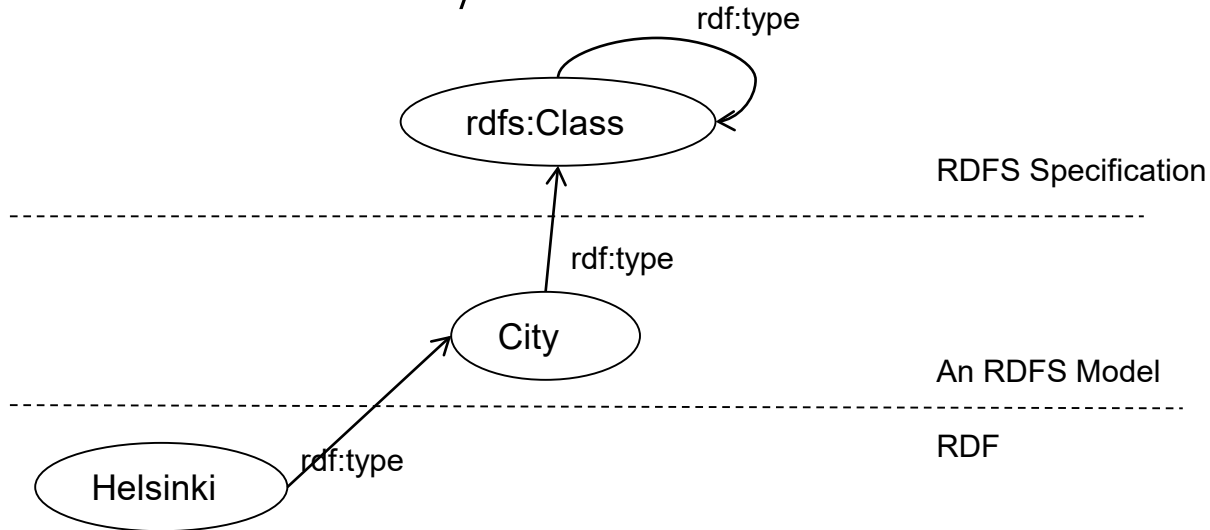 rdf:type
rdfs:Class
RDFS Specification
rdf:type
City
An RDFS Model
RDF
rdf:type
Helsinki